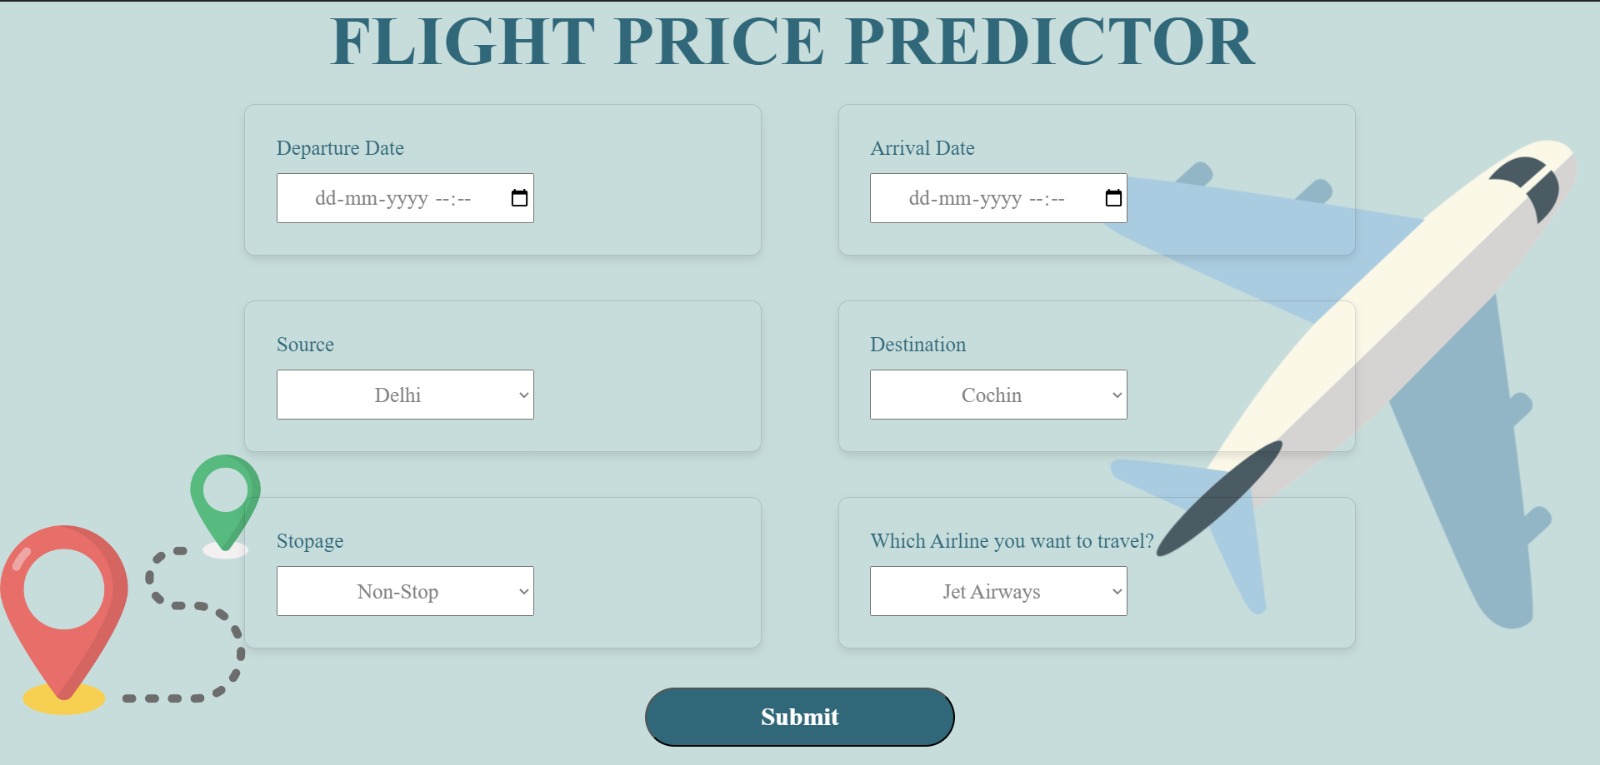 FLIGHT PRICE PREDICTOR
Departure Date
dd-mm-yyyy --:--
Arrival Date
dd-mm-yyyy --:--
Source
Delhi
Destination
Cochin
Stopage
Non-Stop
Which Airline you want to travel?
Jet Airways
Submit